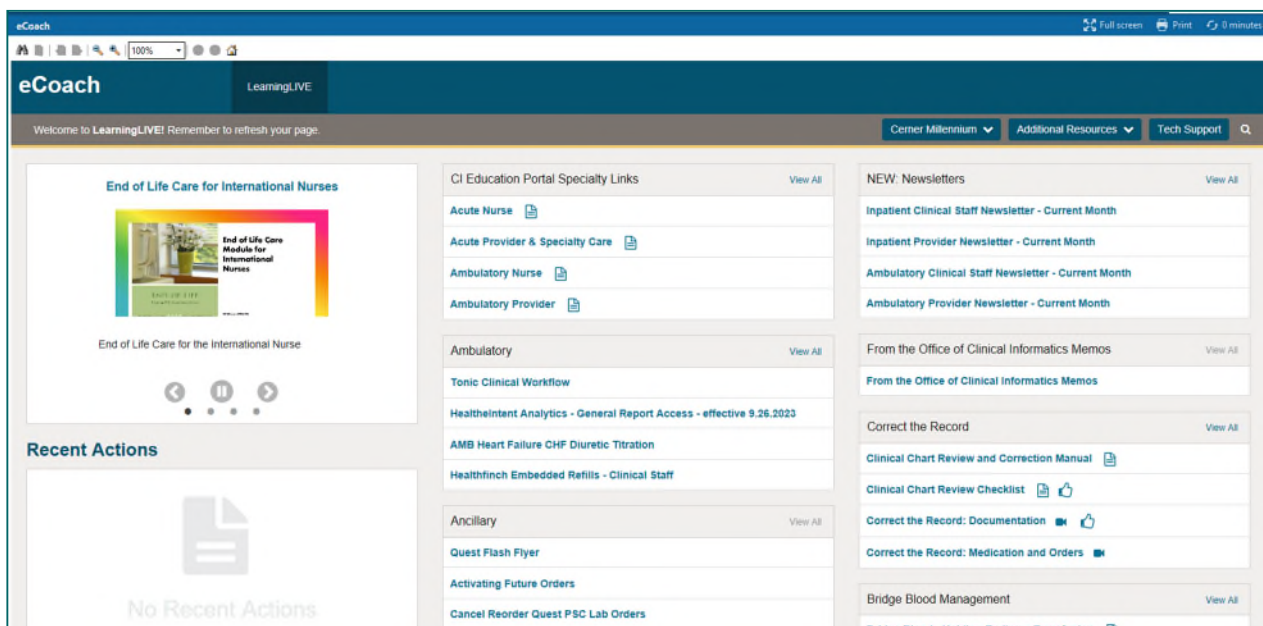 eCoach
Full screen Print 0 minutes
100%
eCoach
LearningLIVE
Welcome to LearningLIVE! Remember to refresh your page.
Cerner Millennium Additional Resources Tech Support
End of Life Care for International Nurses
End of Life Care
Module for
International
Nurses
END OF LIFE
End of Life Care for the International Nurse
Recent Actions
No Recent Actions
CI Education Portal Specialty Links View All
Acute Nurse
Acute Provider & Specialty Care
Ambulatory Nurse
Ambulatory Provider
Ambulatory View All
Tonic Clinical Workflow
HealtheIntent Analytics - General Report Access - effective 9.26.2023
AMB Heart Failure CHF Diuretic Titration
Healthfinch Embedded Refills - Clinical Staff
Ancillary View All
Quest Flash Flyer
Activating Future Orders
Cancel Reorder Quest PSC Lab Orders
NEW: Newsletters View All
Inpatient Clinical Staff Newsletter - Current Month
Inpatient Provider Newsletter - Current Month
Ambulatory Clinical Staff Newsletter - Current Month
Ambulatory Provider Newsletter - Current Month
From the Office of Clinical Informatics Memos View All
From the Office of Clinical Informatics Memos
Correct the Record View All
Clinical Chart Review and Correction Manual
Clinical Chart Review Checklist
Correct the Record: Documentation
Correct the Record: Medication and Orders
Bridge Blood Management View All